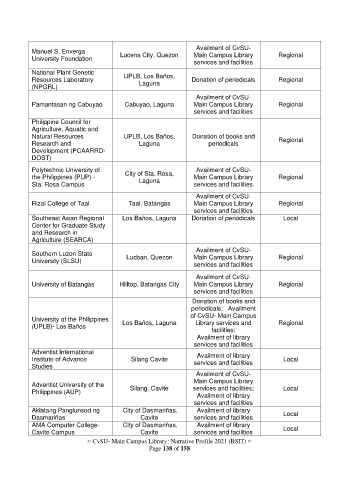 Manuel S. Enverga
University Foundation
Lucena City, Quezon
Availment of CvSU-
Main Campus Library
services and facilities
Regional
National Plant Genetic
Resources Laboratory
(NPGRL)
UPLB, Los Baños,
Laguna
Donation of periodicals
Regional
Pamantasan ng Cabuyao
Cabuyao, Laguna
Availment of CvSU-
Main Campus Library
services and facilities
Regional
Philippine Council for
Agriculture, Aquatic and
Natural Resources
Research and
Development (PCAARRD-
DOST)
UPLB, Los Baños,
Laguna
Donation of books and
periodicals
Regional
Polytechnic University of
the Philippines (PUP) -
Sta. Rosa Campus
City of Sta. Rosa,
Laguna
Availment of CvSU-
Main Campus Library
services and facilities
Regional
Rizal College of Taal
Taal, Batangas
Availment of CvSU-
Main Campus Library
services and facilities
Regional
Southeast Asian Regional
Center for Graduate Study
and Research in
Agriculture (SEARCA)
Los Baños, Laguna
Donation of periodicals
Local
Southern Luzon State
University (SLSU)
Lucban, Quezon
Availment of CvSU-
Main Campus Library
services and facilities
Regional
University of Batangas
Hilltop, Batangas City
Availment of CvSU-
Main Campus Library
services and facilities
Regional
University of the Philippines
(UPLB)- Los Baños
Los Baños, Laguna
Donation of books and
periodicals; Availment
of CvSU- Main Campus
Library services and
facilities;
Availment of library
services and facilities
Regional
Adventist International
Institute of Advance
Studies
Silang Cavite
Availment of library
services and facilities
Local
Adventist University of the
Philippines (AUP)
Silang, Cavite
Availment of CvSU-
Main Campus Library
services and facilities;
Availment of library
services and facilities
Local
Aklatang Panglunsod ng
Dasmariñas
City of Dasmariñas,
Cavite
Availment of library
services and facilities
Local
AMA Computer College-
Cavite Campus
City of Dasmariñas,
Cavite
Availment of library
services and facilities
Local
≈ CvSU- Main Campus Library: Narrative Profile 2021 (BSIT) ≈
Page 138 of 158